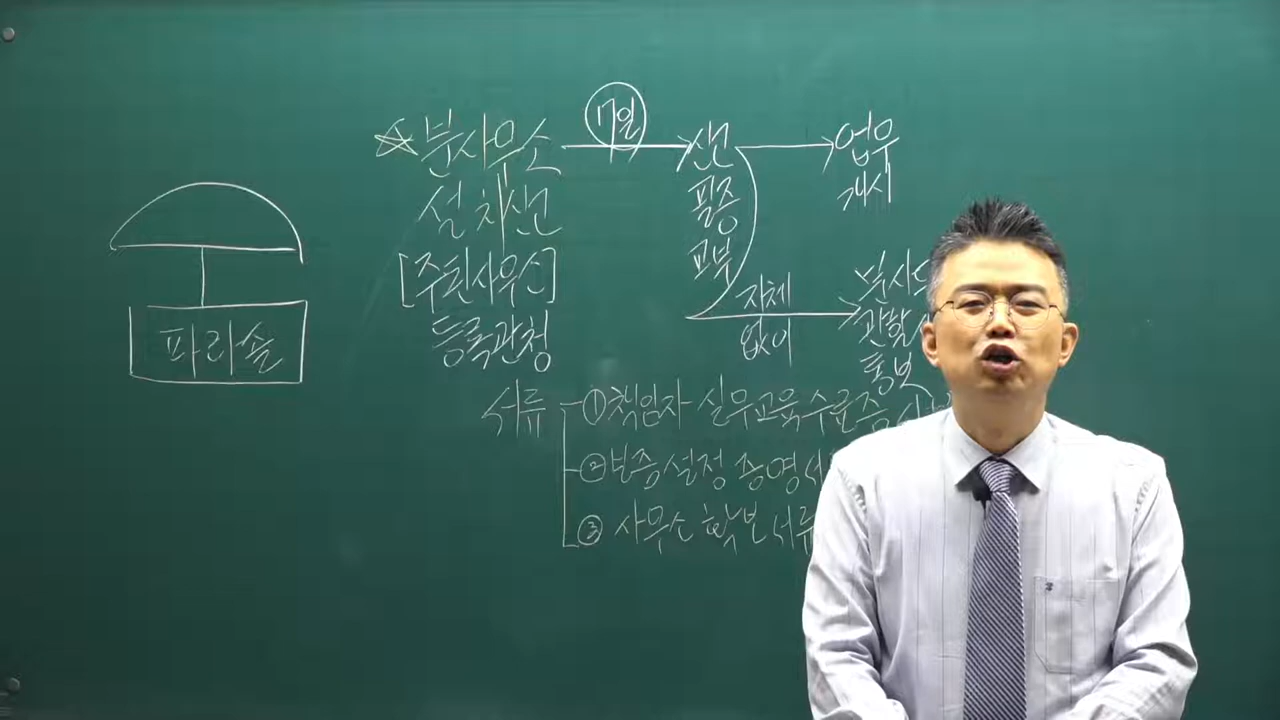 파라솔
☆분사무소
설치신고
[주된사무소]
등록관청
7일
신고
필증
교부
업무
개시
지체
없이
분사무
관할
통보
서류
①책임자 실무교육수료증
②보증설정증명서
③사무소확보서류